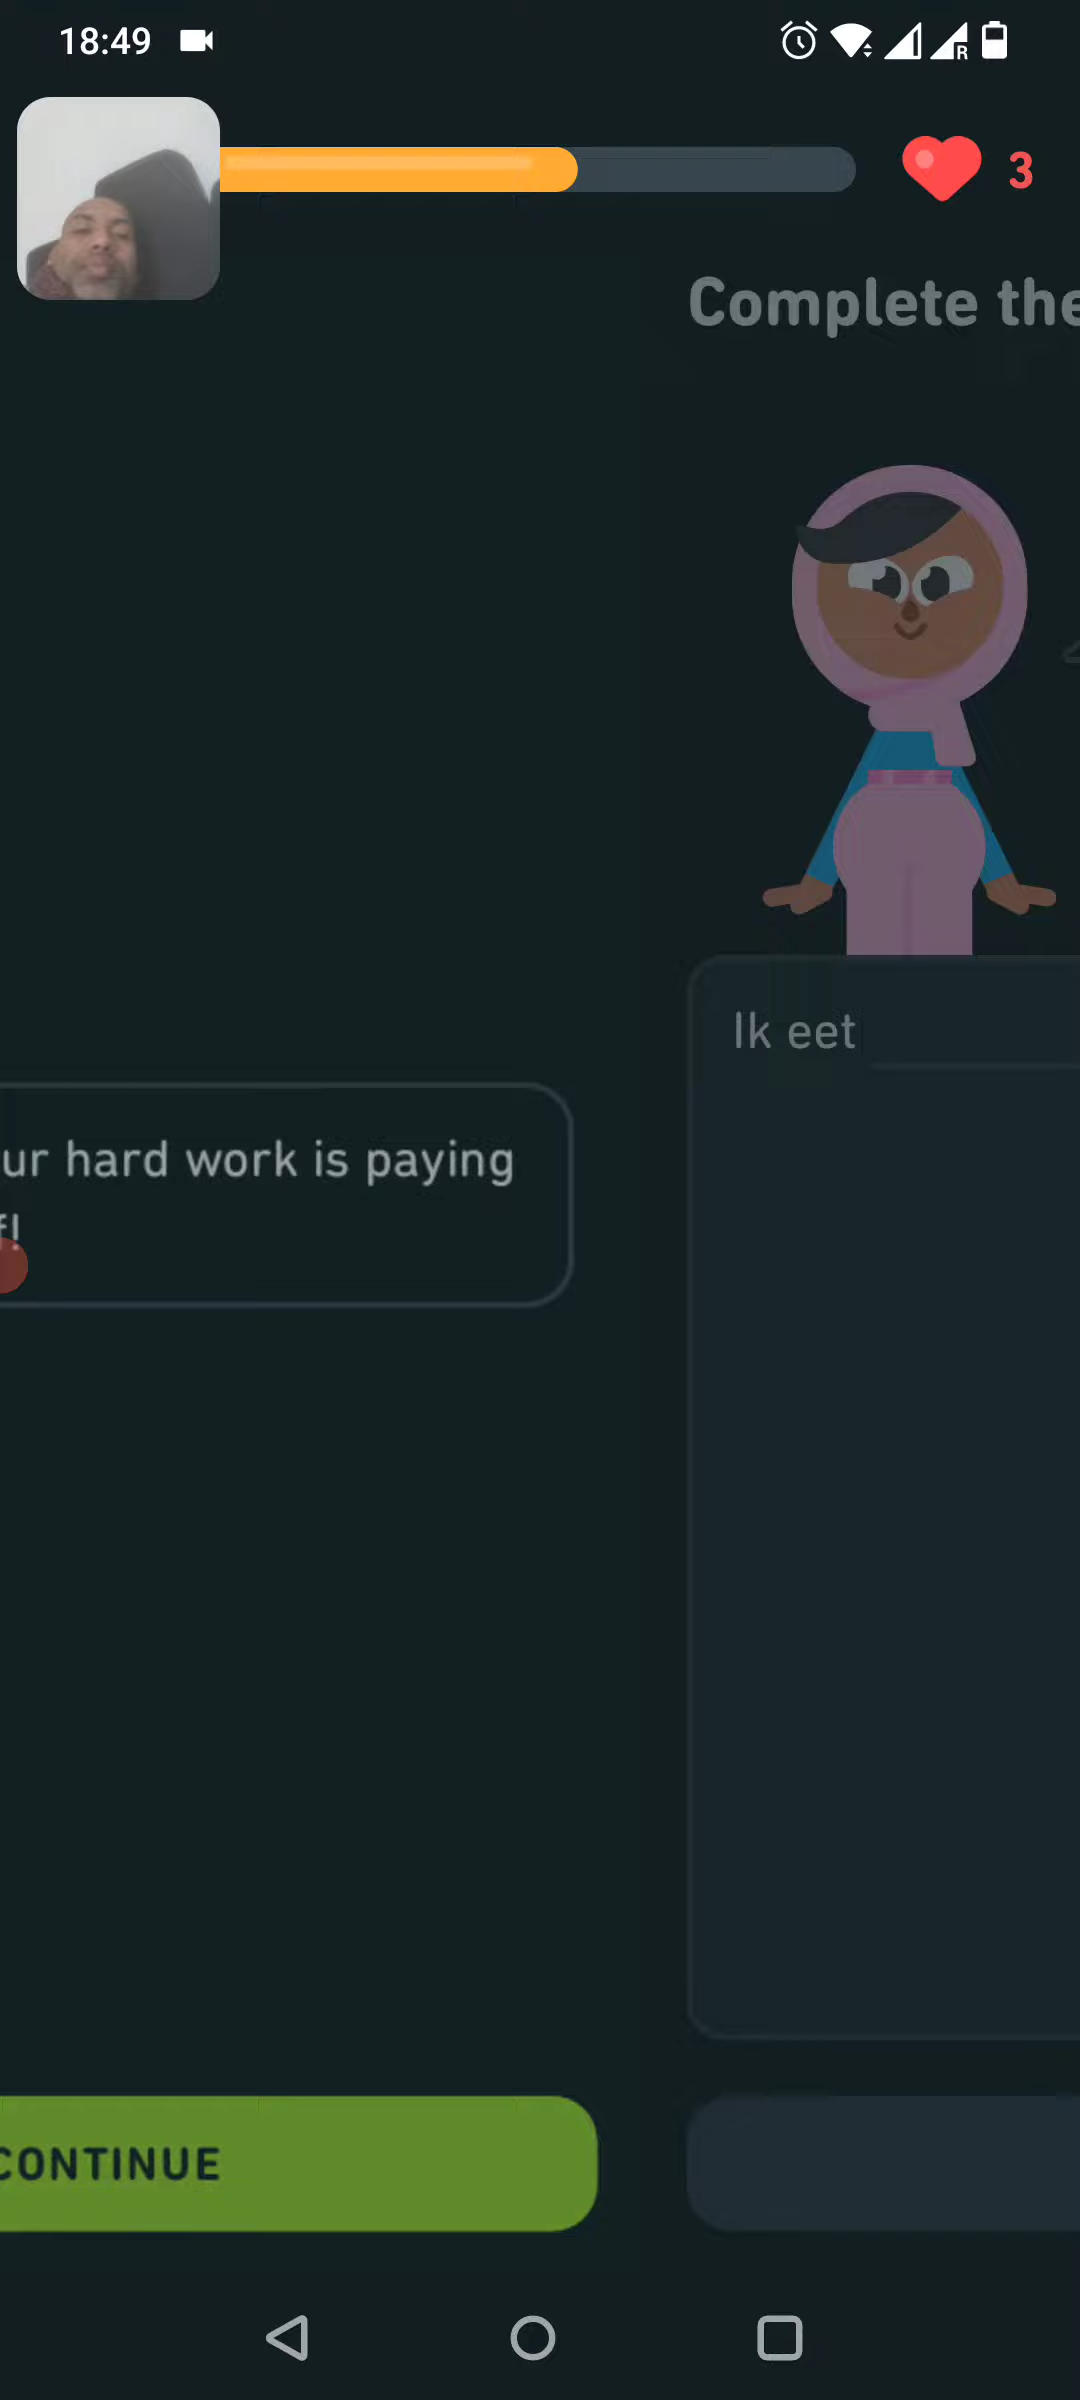 18:49
R
3
Complete the
Ik eet
ur hard work is paying
f!
CONTINUE